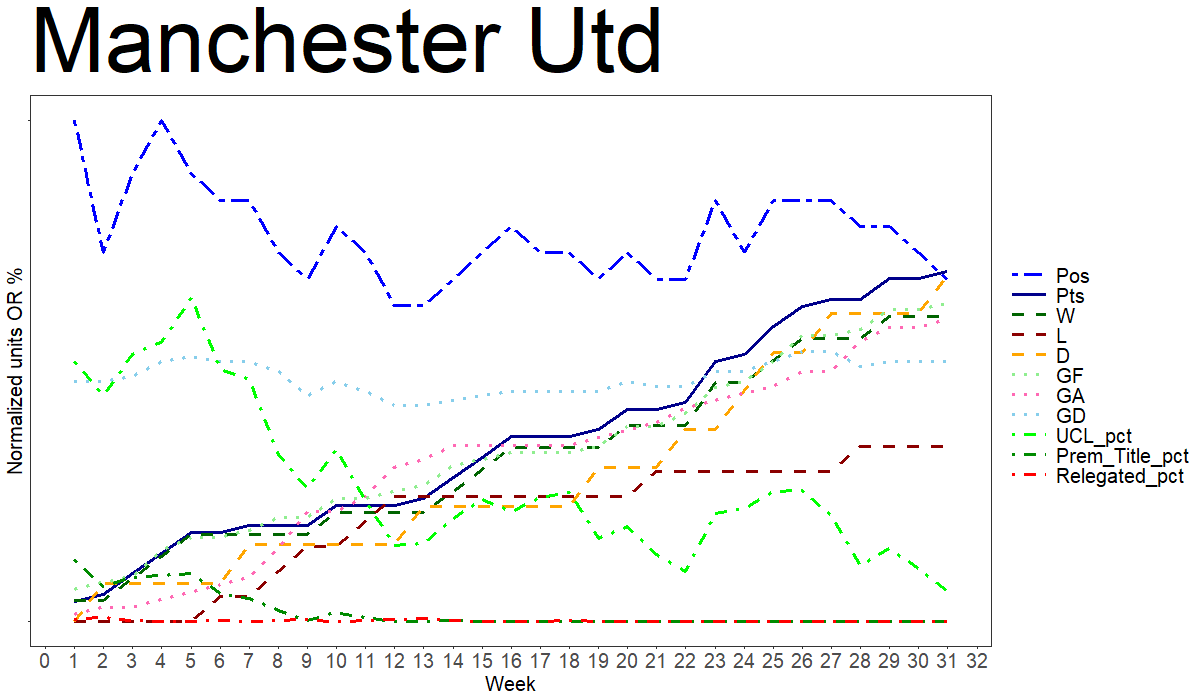 Manchester Utd
Normalized units OR %
Pos
Pts
W
L
D
GF
GA
GD
UCL_pct
Prem_Title_pct
Relegated_pct
0 1 2 3 4 5 6 7 8 9 10 11 12 13 14 15 16 17 18 19 20 21 22 23 24 25 26 27 28 29 30 31 32
Week